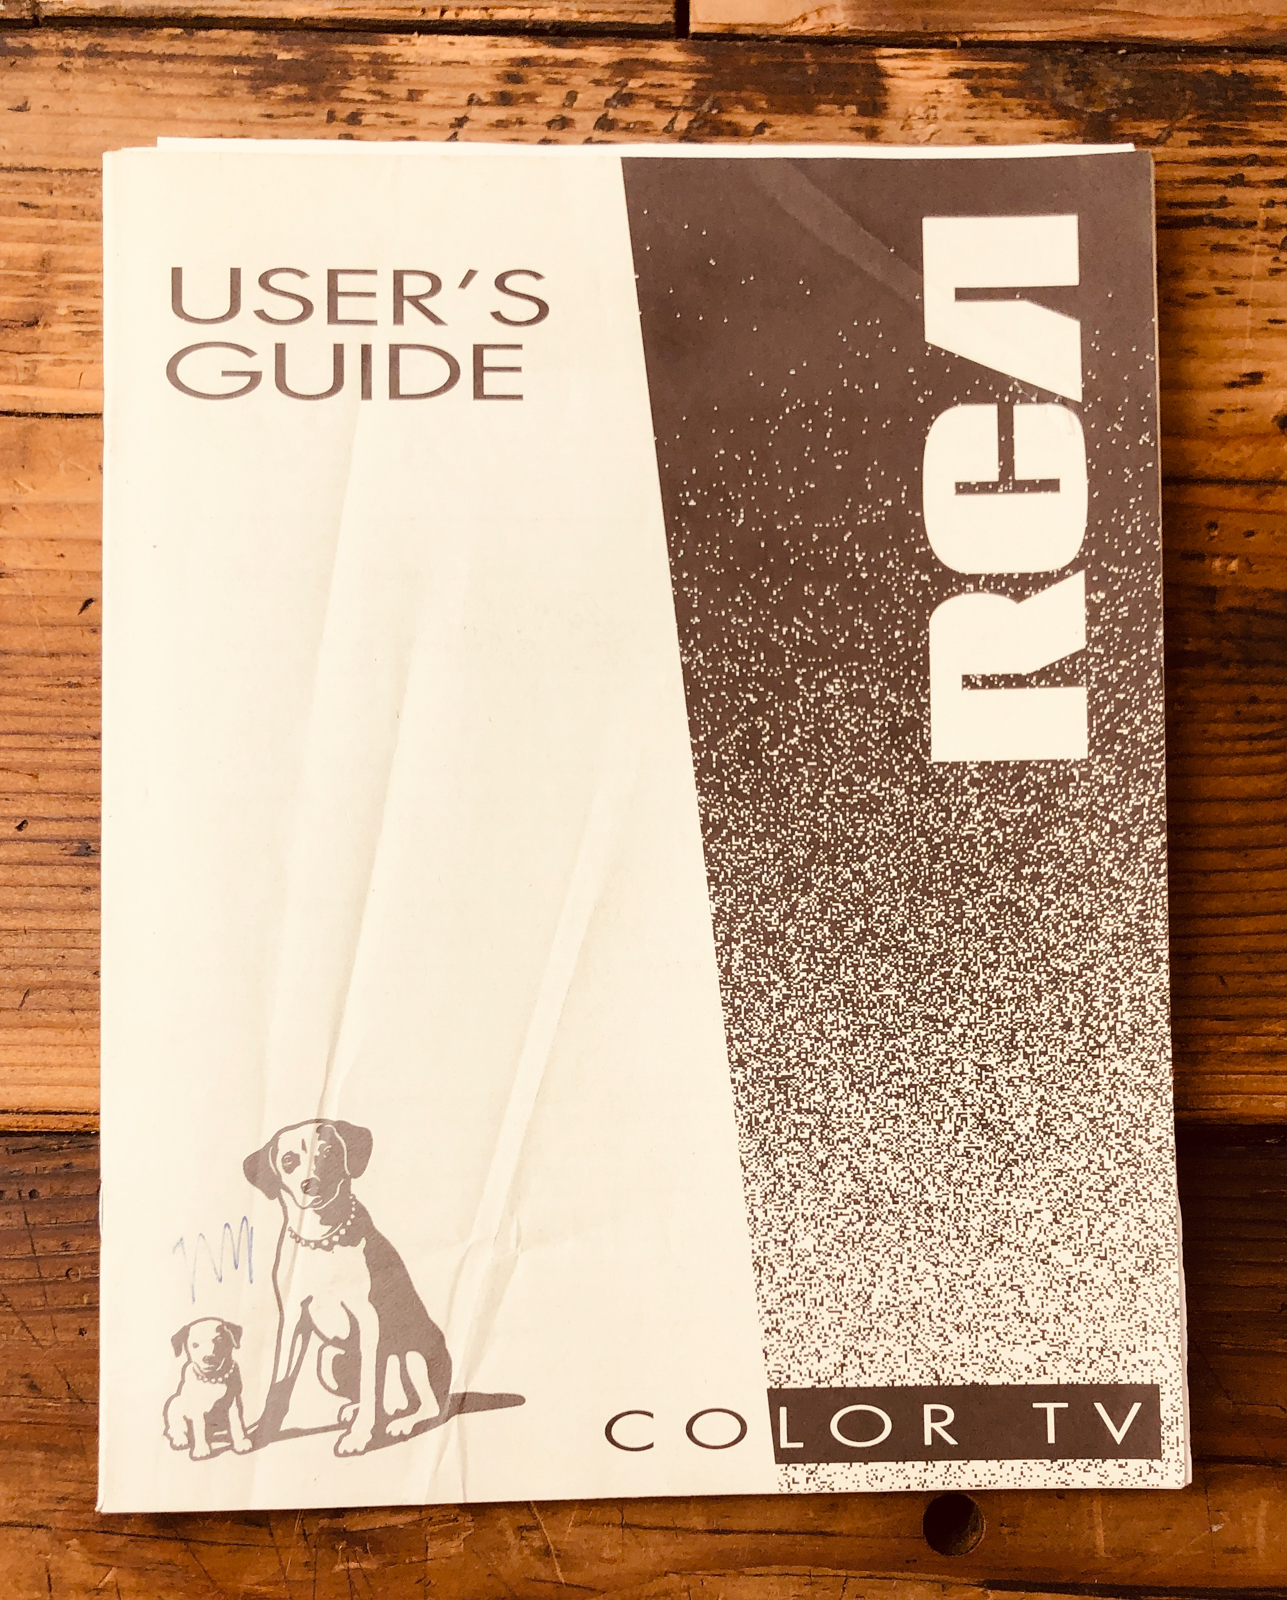 USER'S
GUIDE
RCA
COLOR TV